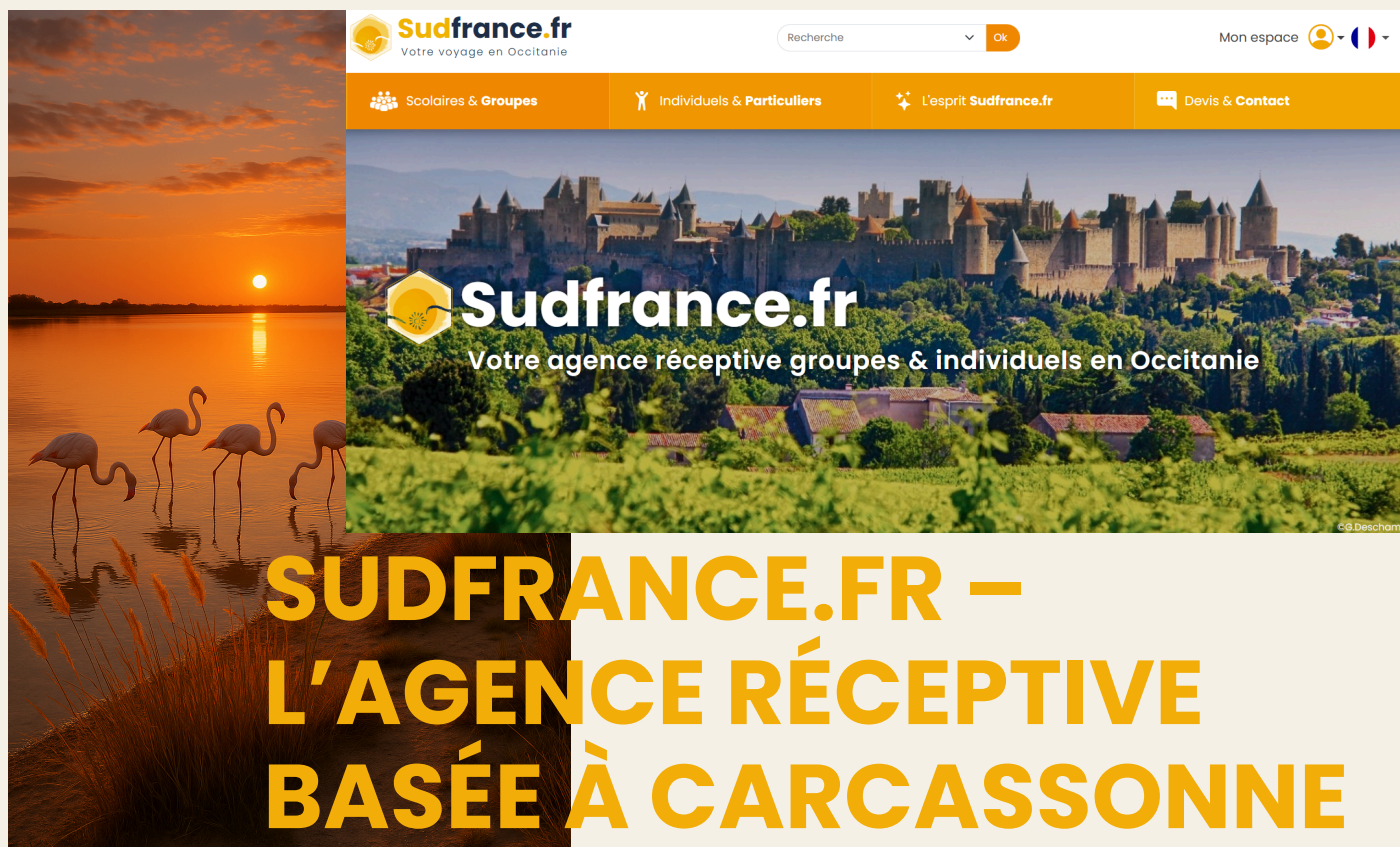 Sudfrance.fr
Votre voyage en Occitanie
Recherche
Ok
Mon espace
Scolaires & Groupes
Individuels & Particuliers
L'esprit Sudfrance.fr
Devis & Contact
Sudfrance.fr
Votre agence réceptive groupes & individuels en Occitanie
©G.Descham
SUDFRANCE.FR –
L’AGENCE RÉCEPTIVE
BASÉE À CARCASSONNE